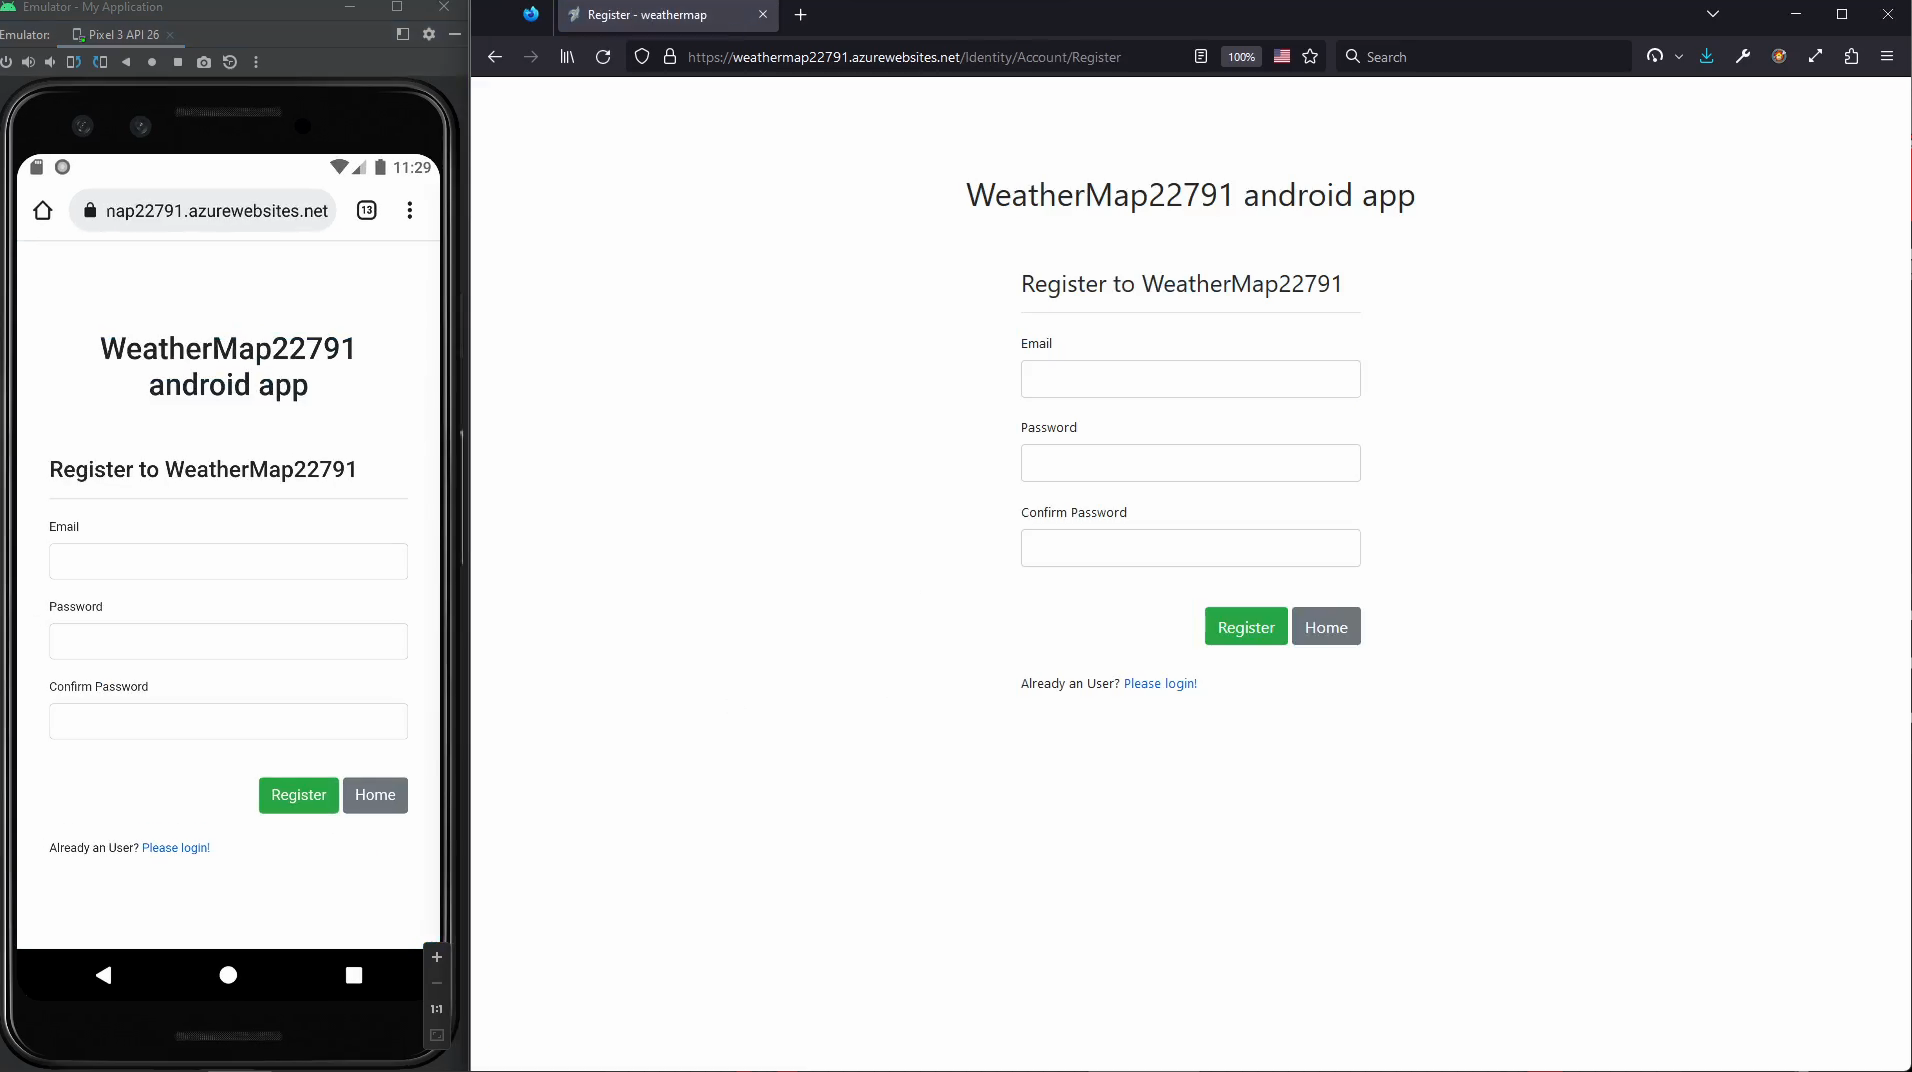 Emulator - My Application
Emulator:
Pixel 3 API 26
11:29
nap22791.azurewebsites.net
13
WeatherMap22791
android app
Register to WeatherMap22791
Email
Password
Confirm Password
Register
Home
Already an User? Please login!
1:1
Register - weathermap
https://weathermap22791.azurewebsites.net/Identity/Account/Register
100%
Search
WeatherMap22791 android app
Register to WeatherMap22791
Email
Password
Confirm Password
Register
Home
Already an User? Please login!